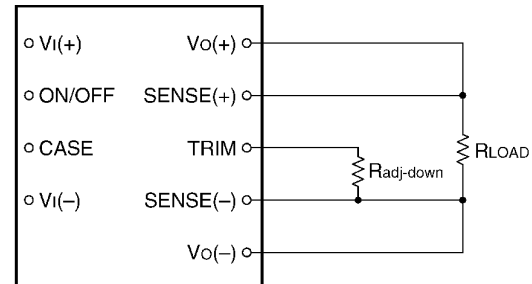 VI(+) VO(+)
ON/OFF SENSE(+)
CASE TRIM
Radj-down
RLOAD
VI(–) SENSE(–)
VO(–)